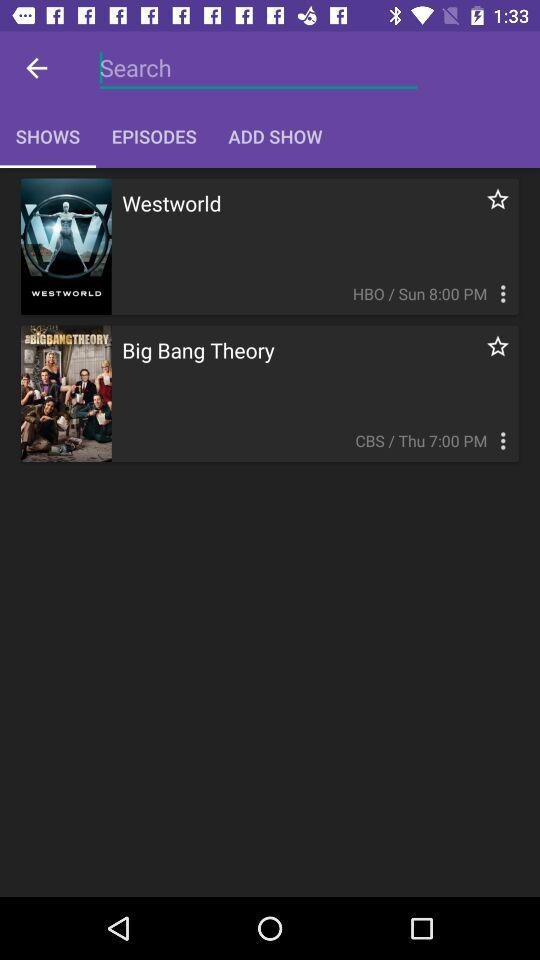 1:33
Search
SHOWS EPISODES ADD SHOW
W
WESTWORLD
Westworld
HBO / Sun 8:00 PM
THE BIGBANGTHEORY
Big Bang Theory
CBS / Thu 7:00 PM